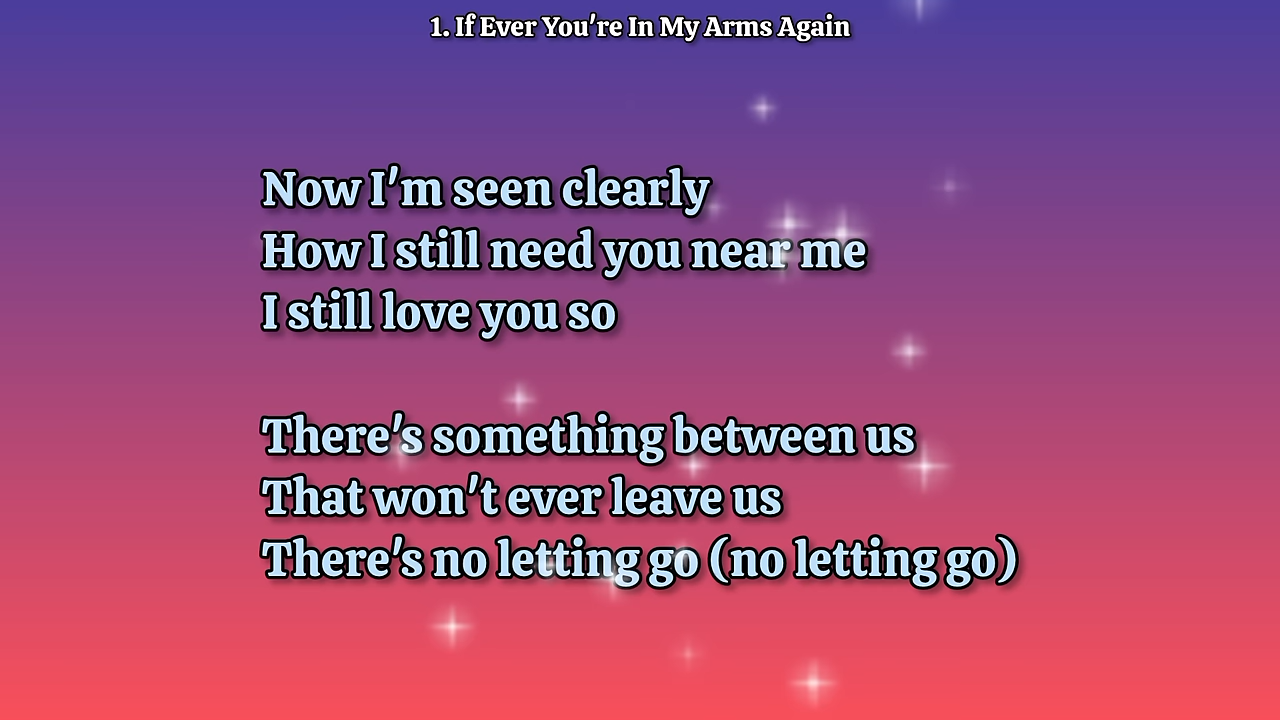 1. If Ever You're In My Arms Again
Now I'm seen clearly
How I still need you near me
I still love you so
There's something between us
That won't ever leave us
There's no letting go (no letting go)